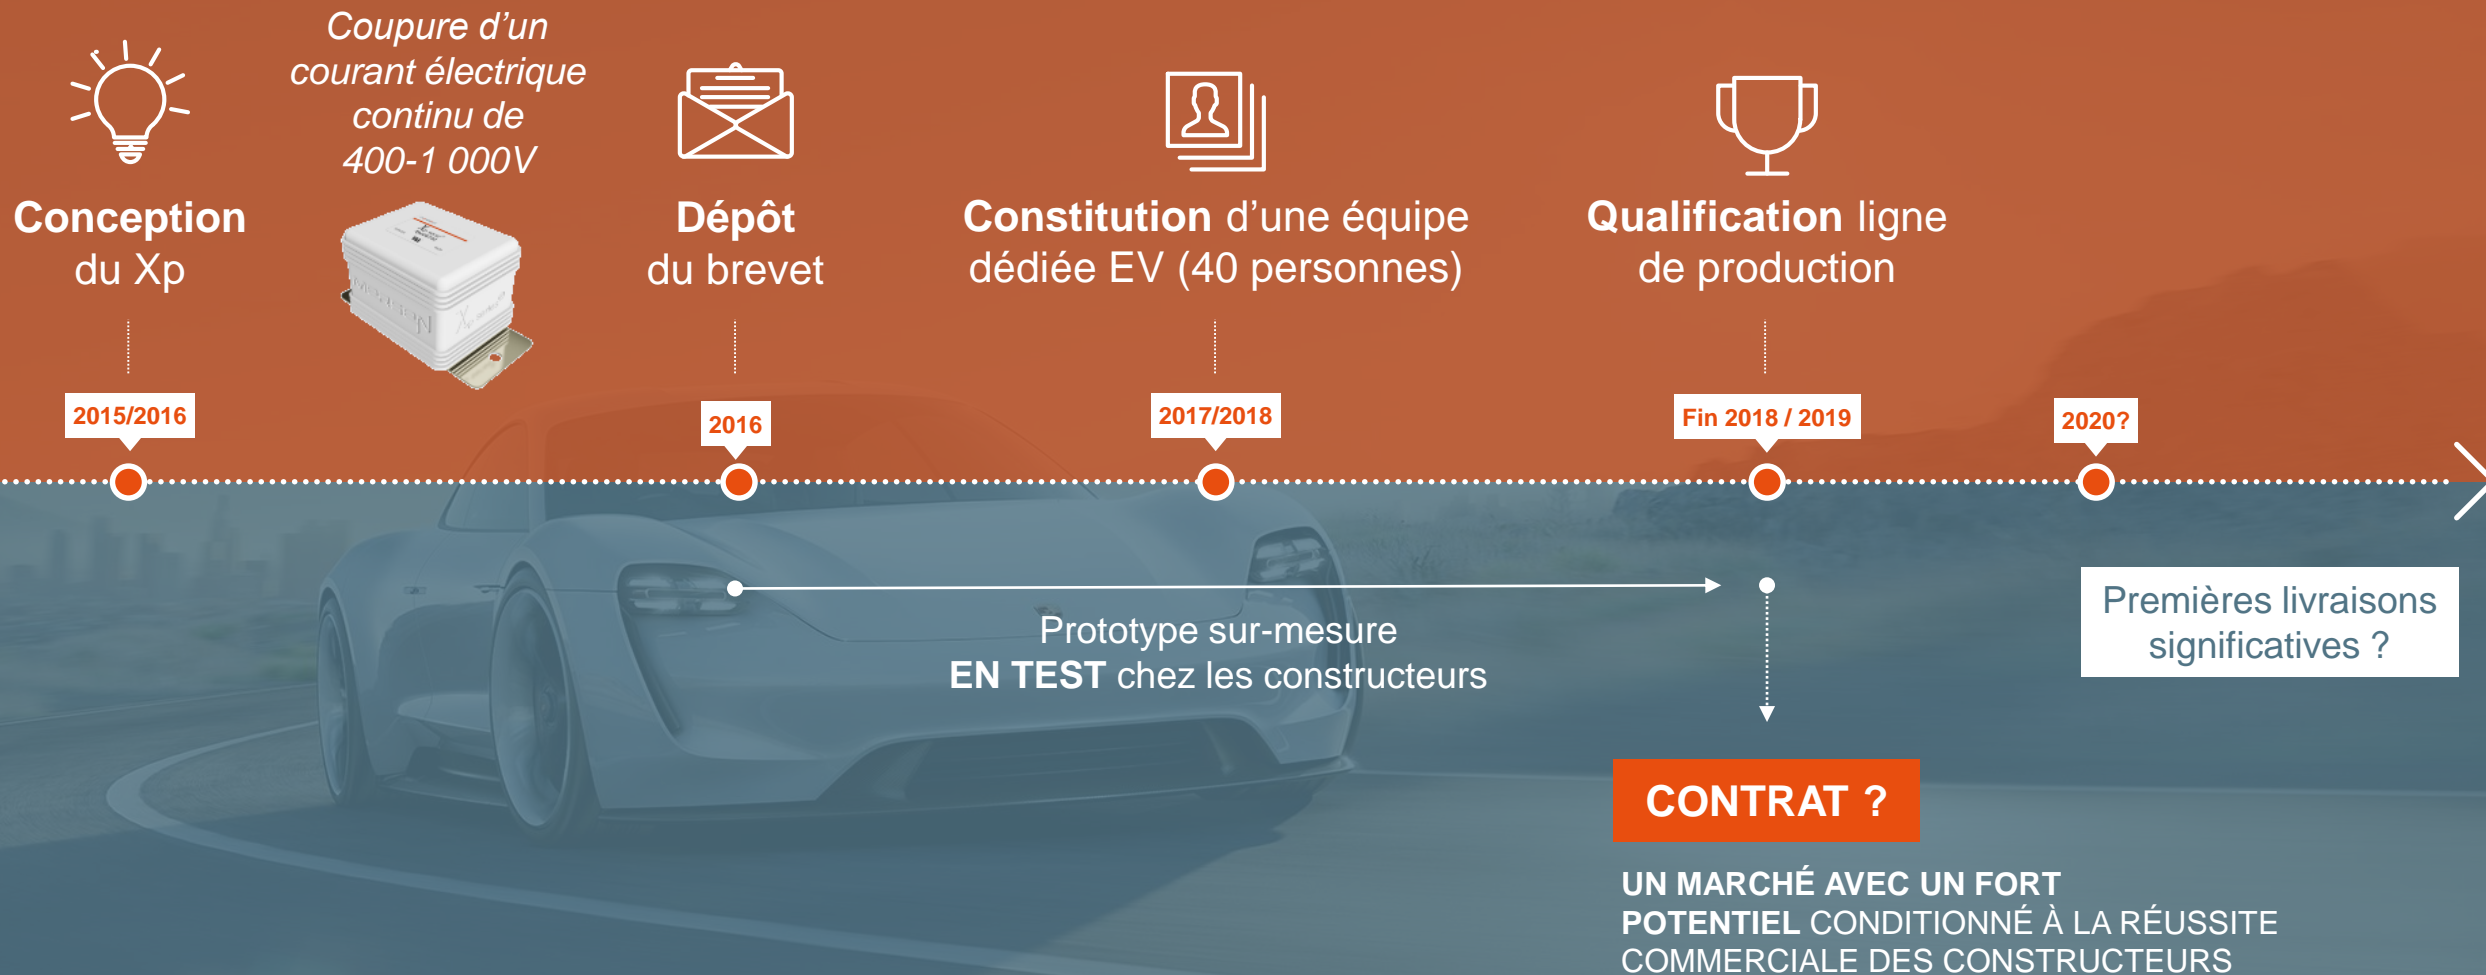 Coupure d’un
courant électrique
continu de
400-1 000V
Conception
du Xp
Dépôt
du brevet
Constitution d’une équipe
dédiée EV (40 personnes)
Qualification ligne
de production
MERSEN
2015/2016
2016
2017/2018
Fin 2018 / 2019
2020?
Prototype sur-mesure
EN TEST chez les constructeurs
Premières livraisons
significatives ?
CONTRAT ?
UN MARCHÉ AVEC UN FORT
POTENTIEL CONDITIONNÉ À LA RÉUSSITE
COMMERCIALE DES CONSTRUCTEURS